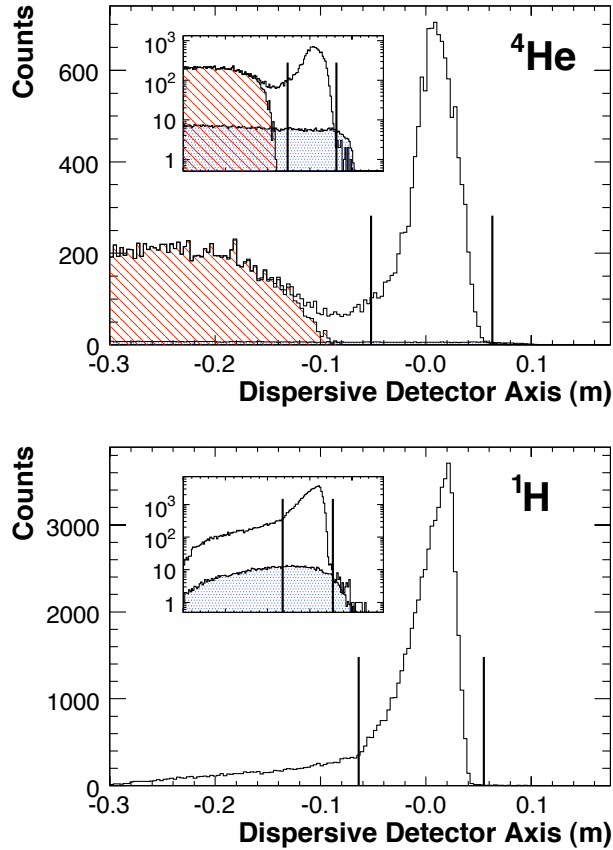 Counts
⁴He
600
400
200
0
10³
10²
10
1
-0.3 -0.2 -0.1 -0.0 0.1
Dispersive Detector Axis (m)
Counts
¹H
3000
2000
1000
0
10³
10²
10
1
-0.3 -0.2 -0.1 -0.0 0.1
Dispersive Detector Axis (m)